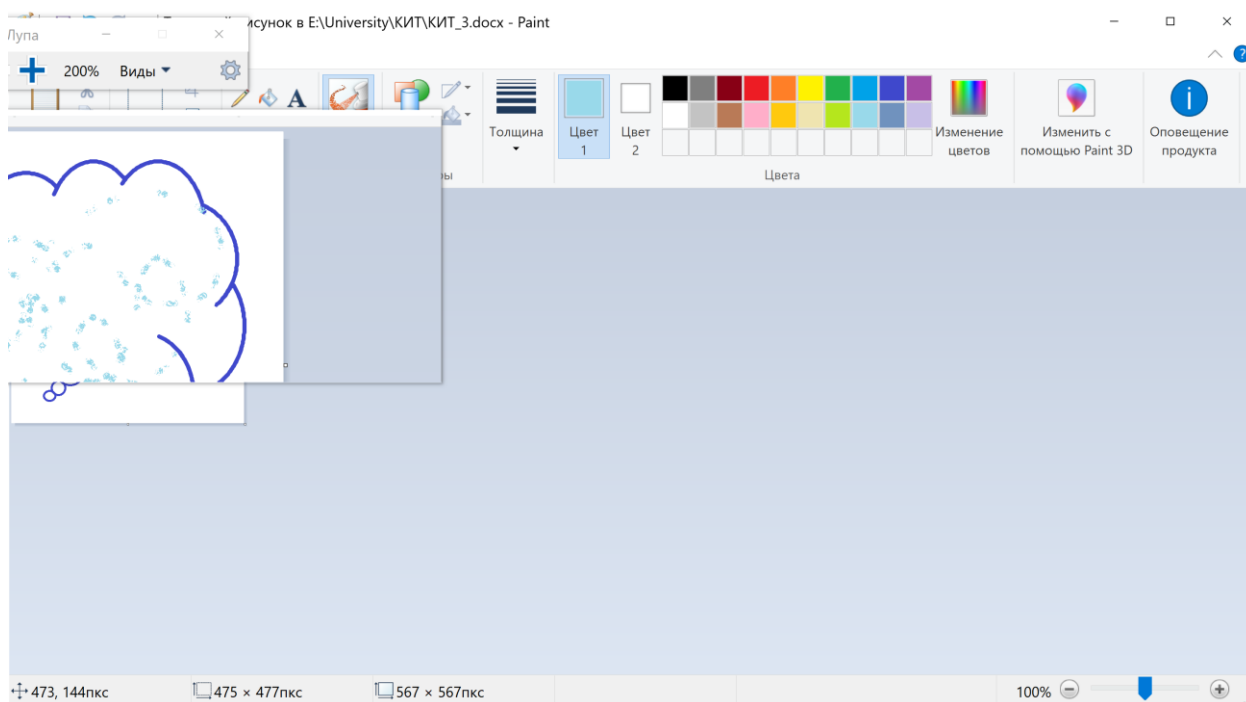 исунок в E:\University\КИТ\КИТ_3.docx - Paint
Лупа
200% Виды
A
Толщина
Цвет
1
Цвет
2
Изменение
цветов
Изменить с
помощью Paint 3D
Оповещение
продукта
ы
Цвета
473, 144пкс
475 × 477пкс
567 × 567пкс
100%